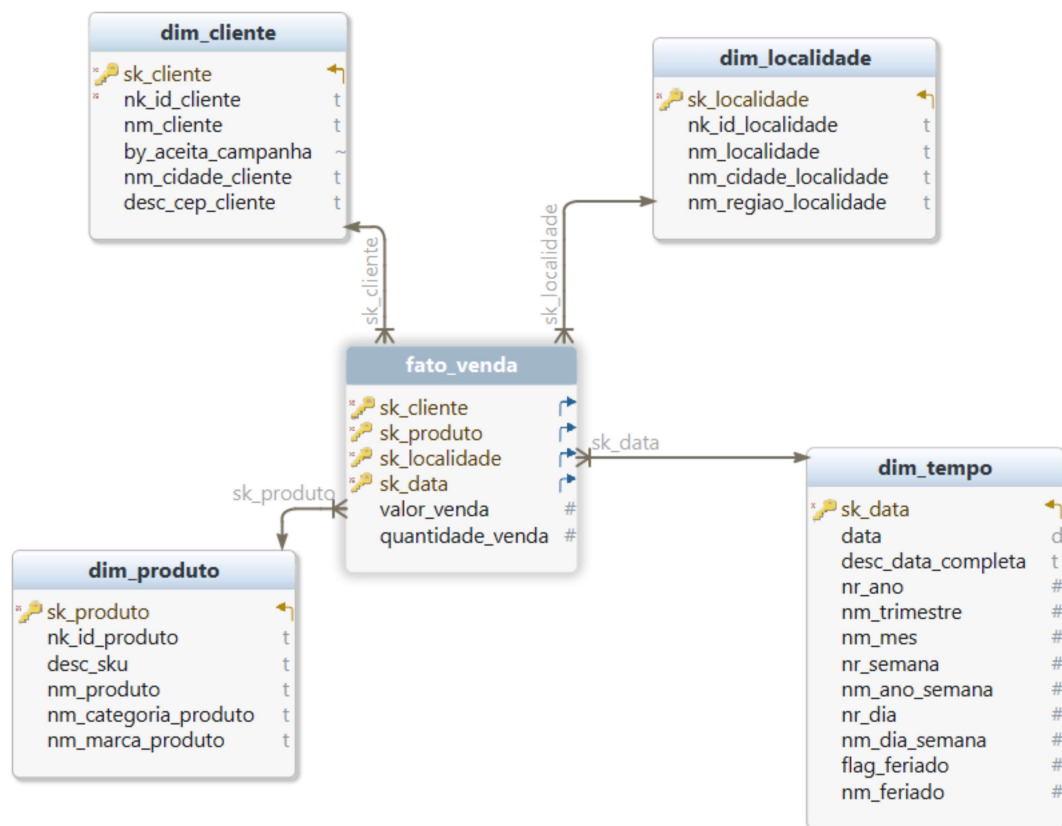 dim_cliente
sk_cliente
nk_id_cliente t
nm_cliente t
by_aceita_campanha ~
nm_cidade_cliente t
desc_cep_cliente t
dim_localidade
sk_localidade
nk_id_localidade t
nm_localidade t
nm_cidade_localidade t
nm_regiao_localidade t
sk_cliente
sk_localidade
fato_venda
sk_cliente
sk_produto
sk_localidade
sk_data
valor_venda #
quantidade_venda #
sk_data
sk_produto
dim_tempo
sk_data
data d
desc_data_completa t
nr_ano #
nm_trimestre #
nm_mes #
nr_semana #
nm_ano_semana #
nr_dia #
nm_dia_semana #
flag_feriado #
nm_feriado #
dim_produto
sk_produto
nk_id_produto t
desc_sku t
nm_produto t
nm_categoria_produto t
nm_marca_produto t